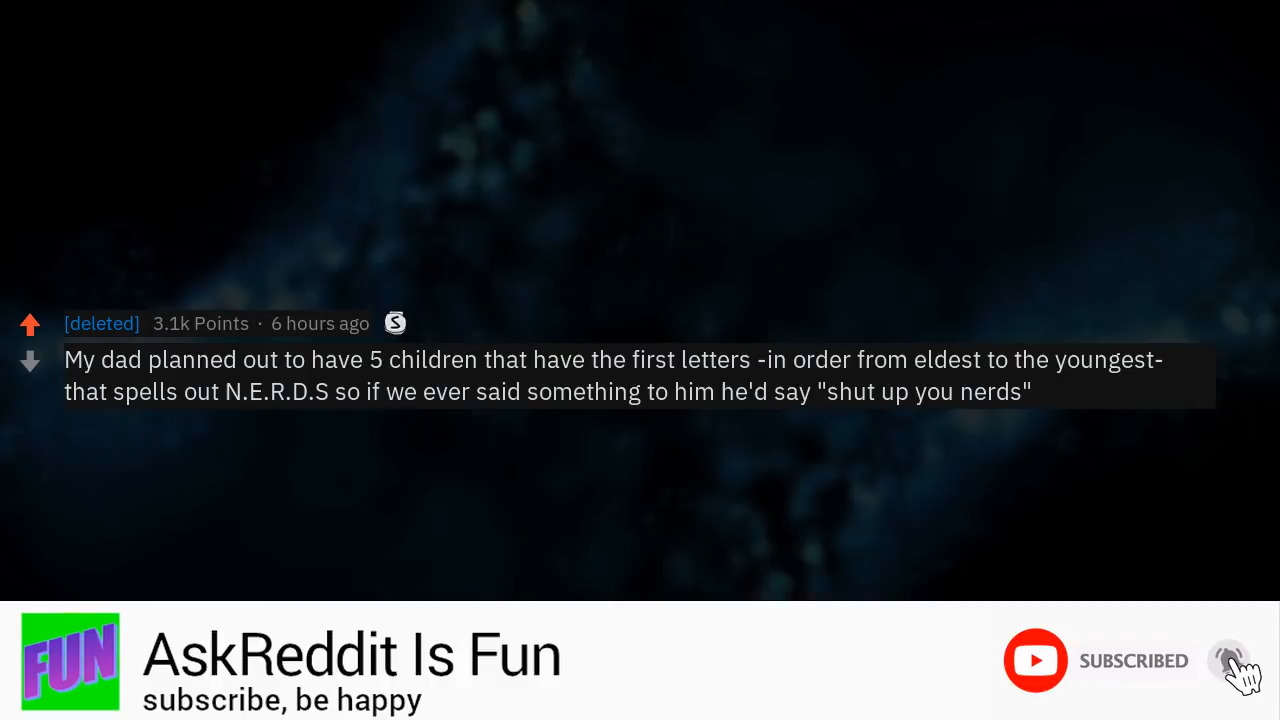 [deleted] 3.1k Points · 6 hours ago S
My dad planned out to have 5 children that have the first letters -in order from eldest to the youngest-
that spells out N.E.R.D.S so if we ever said something to him he'd say "shut up you nerds"
FUN
AskReddit Is Fun
subscribe, be happy
SUBSCRIBED